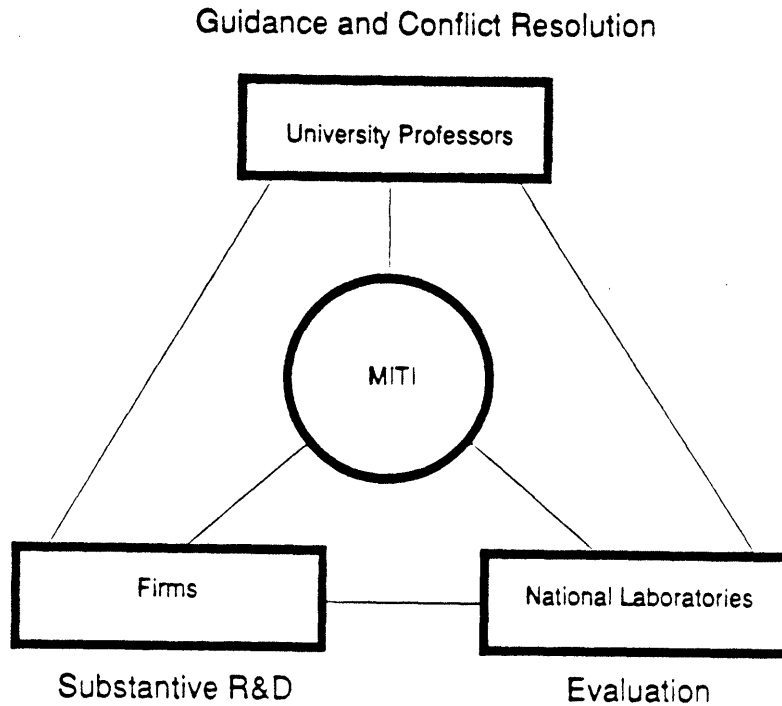 Guidance and Conflict Resolution
University Professors
MITI
Firms
National Laboratories
Substantive R&D
Evaluation